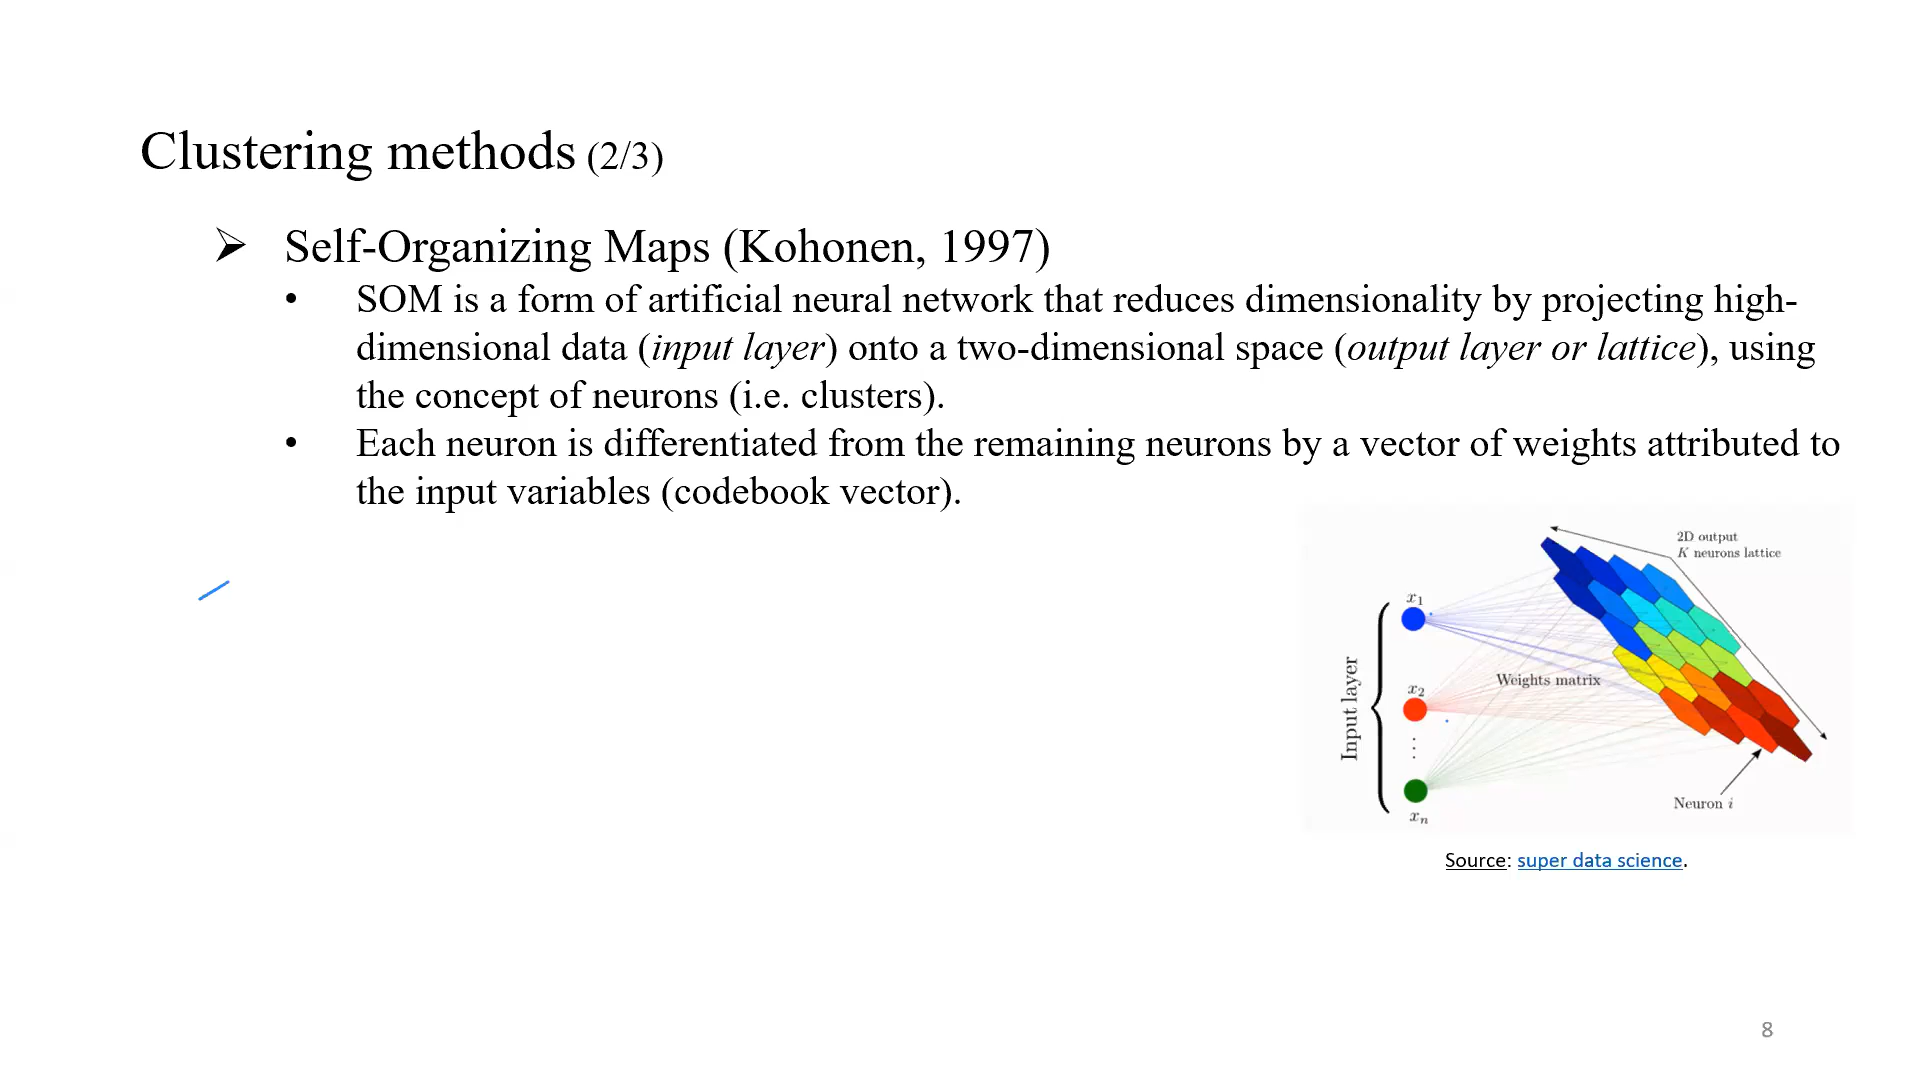 Clustering methods (2/3)
➢ Self-Organizing Maps (Kohonen, 1997)
• SOM is a form of artificial neural network that reduces dimensionality by projecting high-
dimensional data (input layer) onto a two-dimensional space (output layer or lattice), using
the concept of neurons (i.e. clusters).
• Each neuron is differentiated from the remaining neurons by a vector of weights attributed to
the input variables (codebook vector).
2D output
K neurons lattice
x1
Input layer
Weights matrix
x2
⋮
xn
Neuron i
Source: super data science.
8